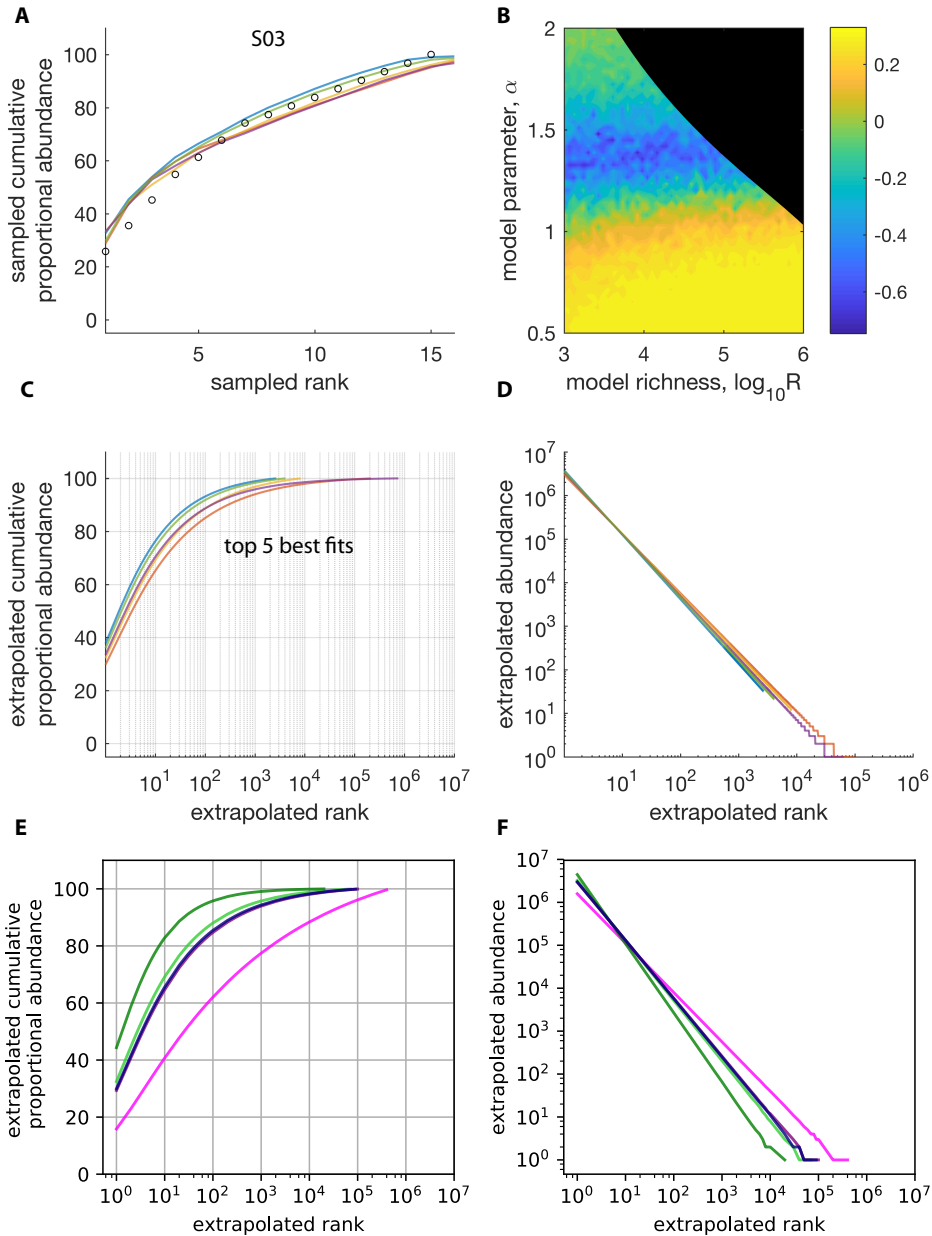 A
S03
sampled cumulative
proportional abundance
100
80
60
40
20
0
5
10
15
sampled rank
B
model parameter, α
2
1.5
1
0.5
3
4
5
6
model richness, log₁₀R
0.2
0
-0.2
-0.4
-0.6
C
extrapolated cumulative
proportional abundance
100
80
60
40
20
0
top 5 best fits
10¹ 10² 10³ 10⁴ 10⁵ 10⁶ 10⁷
extrapolated rank
D
extrapolated abundance
10⁷
10⁶
10⁵
10⁴
10³
10²
10¹
10⁰
10¹ 10² 10³ 10⁴ 10⁵ 10⁶
extrapolated rank
E
extrapolated cumulative
proportional abundance
100
80
60
40
20
0
10⁰ 10¹ 10² 10³ 10⁴ 10⁵ 10⁶ 10⁷
extrapolated rank
F
extrapolated abundance
10⁷
10⁶
10⁵
10⁴
10³
10²
10¹
10⁰
10⁰ 10¹ 10² 10³ 10⁴ 10⁵ 10⁶ 10⁷
extrapolated rank